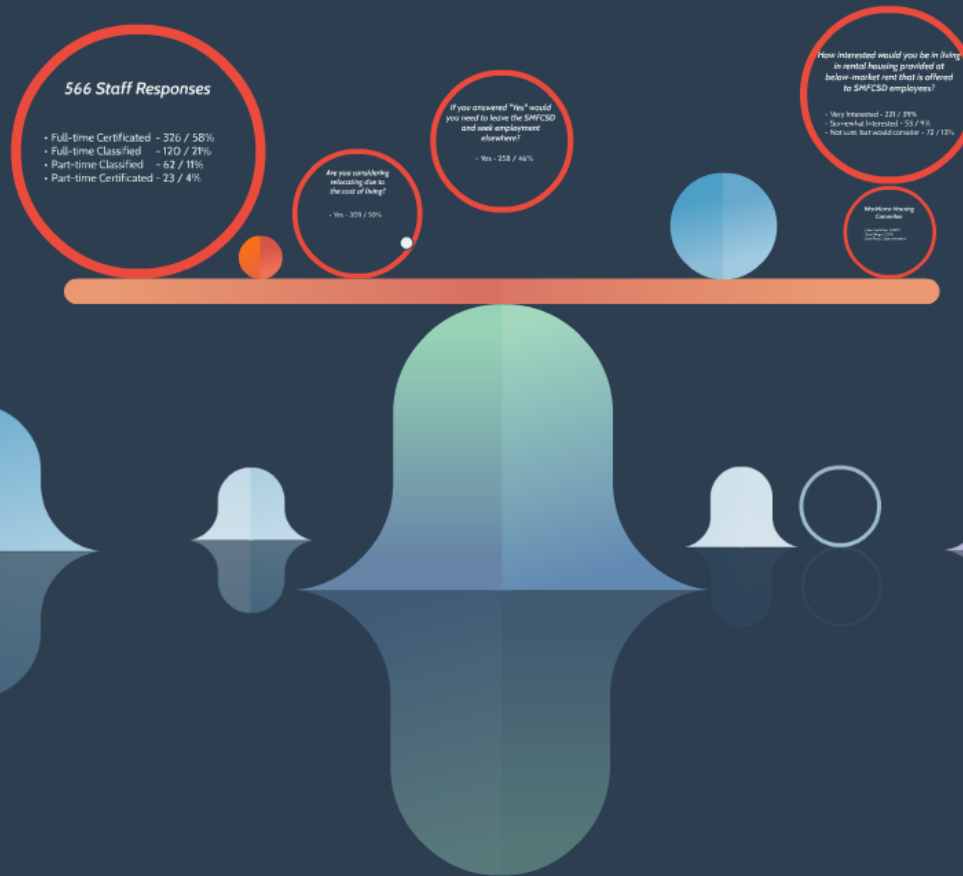 566 Staff Responses
• Full-time Certificated - 326 / 58%
• Full-time Classified - 120 / 21%
• Part-time Classified - 62 / 11%
• Part-time Certificated - 23 / 4%
Are you considering
relocating due to
the cost of living?
- Yes - 309 / 59%
If you answered "Yes" would
you need to leave the SMFCSD
and seek employment
elsewhere?
- Yes - 258 / 46%
How interested would you be in living
in rental housing provided at
below-market rent that is offered
to SMFCSD employees?
- Very Interested - 221 / 39%
- Somewhat Interested - 53 / 9%
- Not sure, but would consider - 72 / 13%
Workforce Housing
Committee